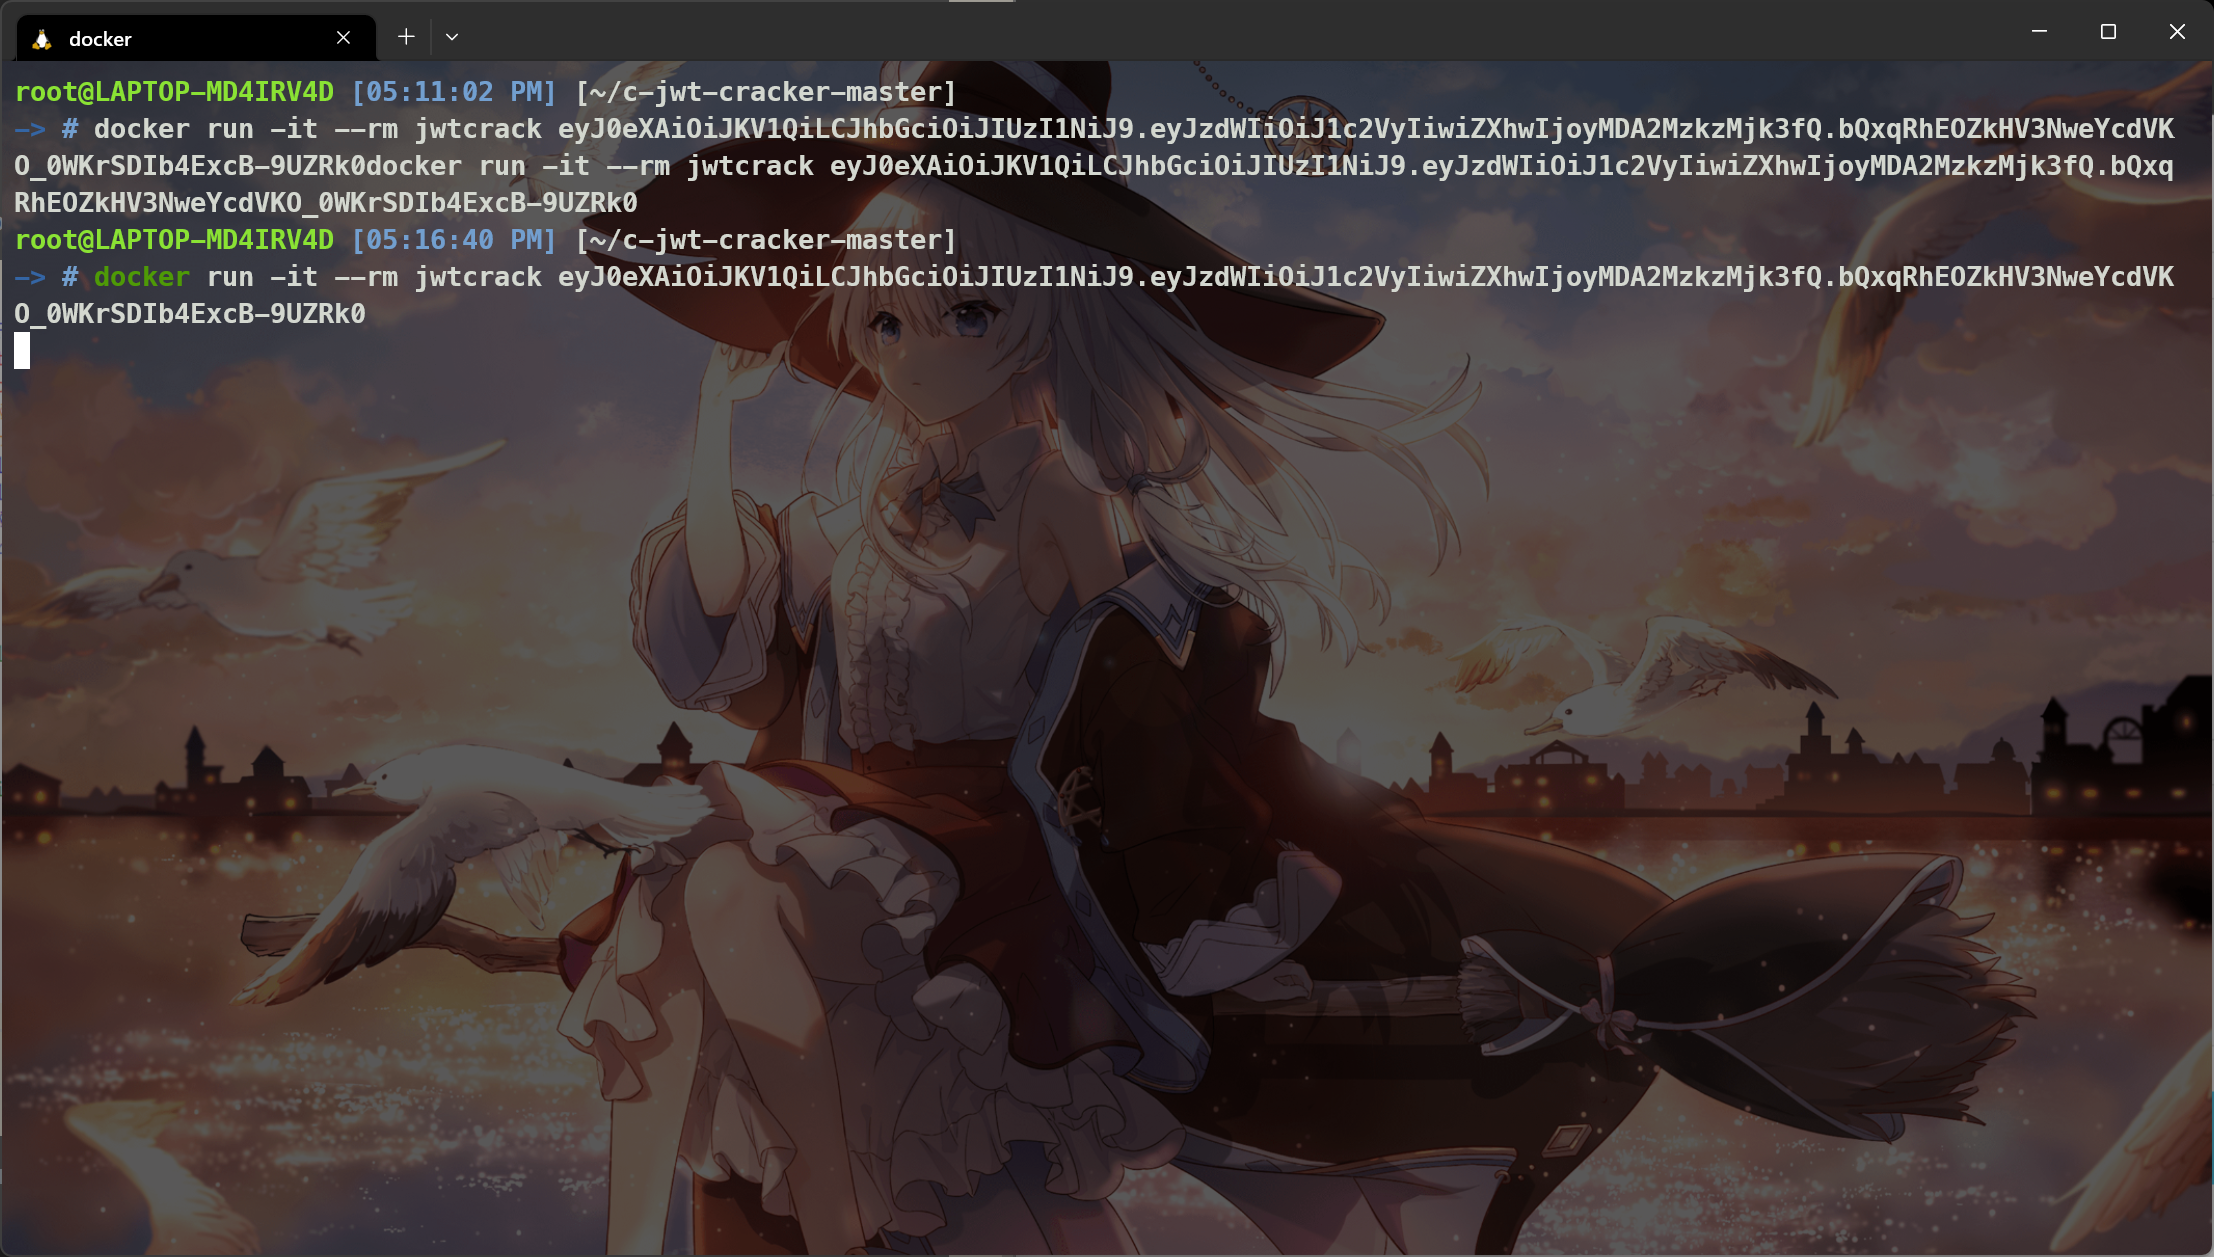 docker
root@LAPTOP-MD4IRV4D [05:11:02 PM] [~/c-jwt-cracker-master]
-> # docker run -it --rm jwtcrack eyJ0eXAiOiJKV1QiLCJhbGciOiJIUzI1NiJ9.eyJzdWIiOiJ1c2VyIiwiZXhwIjoyMDA2MzkzMjk3fQ.bQxqRhEOZkHV3NweYcdVK
O_0WKrSDIb4ExcB-9UZRk0docker run -it --rm jwtcrack eyJ0eXAiOiJKV1QiLCJhbGciOiJIUzI1NiJ9.eyJzdWIiOiJ1c2VyIiwiZXhwIjoyMDA2MzkzMjk3fQ.bQxq
RhEOZkHV3NweYcdVKO_0WKrSDIb4ExcB-9UZRk0
root@LAPTOP-MD4IRV4D [05:16:40 PM] [~/c-jwt-cracker-master]
-> # docker run -it --rm jwtcrack eyJ0eXAiOiJKV1QiLCJhbGciOiJIUzI1NiJ9.eyJzdWIiOiJ1c2VyIiwiZXhwIjoyMDA2MzkzMjk3fQ.bQxqRhEOZkHV3NweYcdVK
O_0WKrSDIb4ExcB-9UZRk0